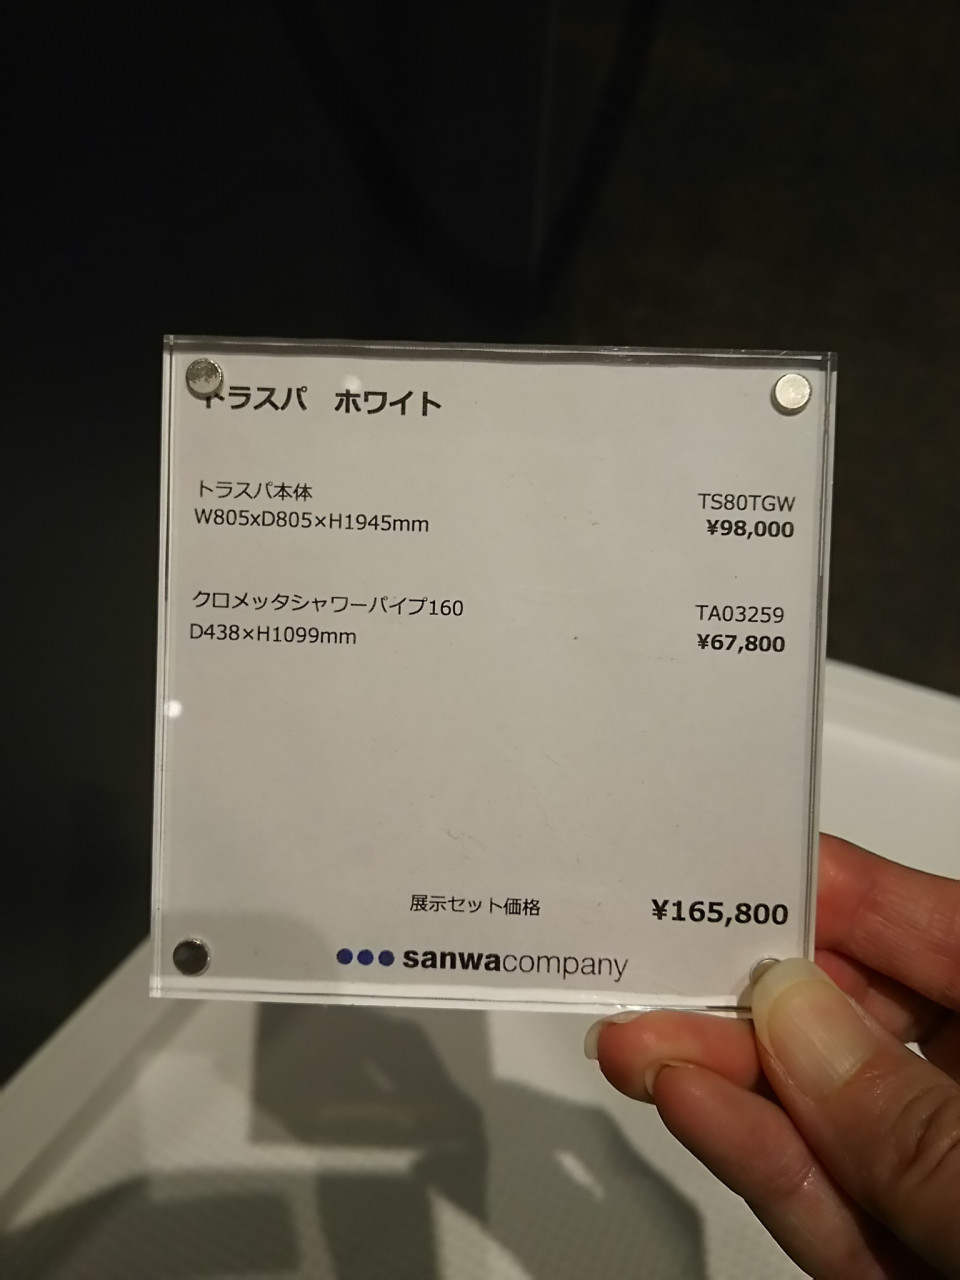 トラスパ　ホワイト
トラスパ本体
TS80TGW
W805xD805×H1945mm
¥98,000
クロメッタシャワーパイプ160
TA03259
D438×H1099mm
¥67,800
展示セット価格
¥165,800
sanwacompany